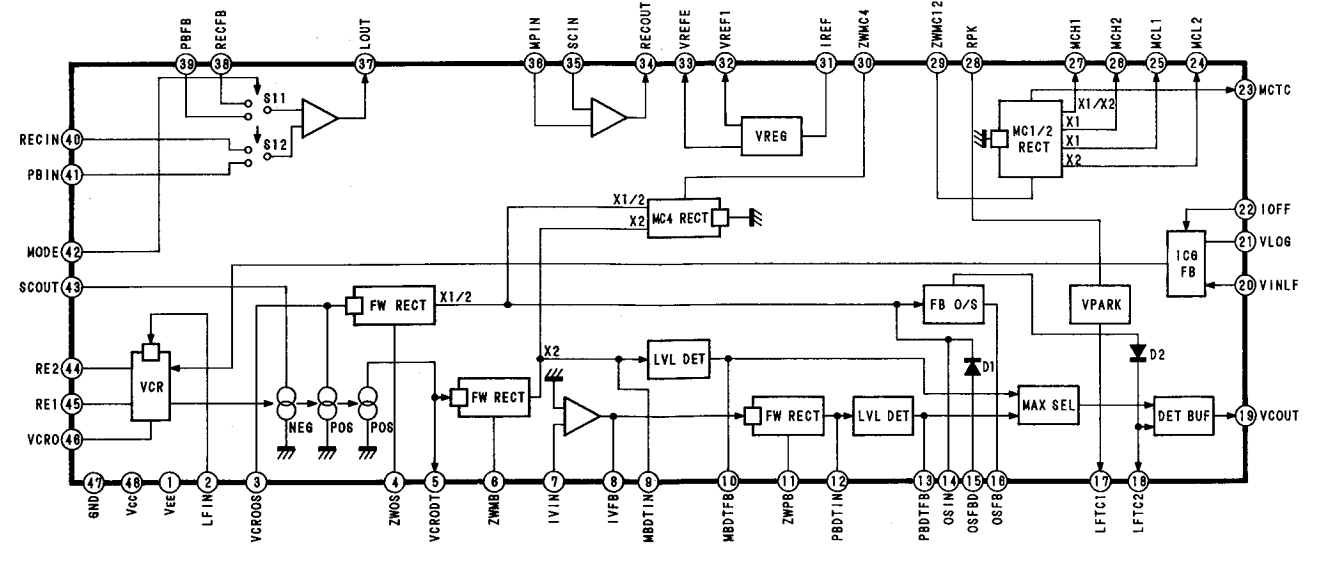 PBFB
RECFB
LOUT
MPIN
SCIN
RECOUT
VREFE
VREF1
IREF
ZWMC4
ZWMC12
RPK
MCH1
MCH2
MCL1
MCL2
39
38
37
36
35
34
33
32
31
30
29
28
27
26
25
24
23 MCTC
S11
X1/X2
X1
X1
X2
MC1/2
RECT
VREG
RECIN 40
S12
PBIN 41
X1/2
X2
MC4 RECT
22 IOFF
21 VLOG
ICG
FB
20 VINLF
MODE 42
SCOUT 43
FW RECT
X1/2
FB O/S
VPARK
RE2 44
VCR
RE1 45
VCRO 46
NEG
POS
POS
X2
LVL DET
FW RECT
D1
D2
FW RECT
LVL DET
MAX SEL
DET BUF
19 VCOUT
47
48
1
2
3
4
5
6
7
8
9
10
11
12
13
14
15
16
17
18
GND
VCC
VEE
LFIN
VCROOS
ZWOS
VCRODT
ZWMB
IVIN
IVFB
MBDTIN
MBDTFB
ZWPB
PBDTIN
PBDTFB
OSIN
OSFBD
OSFB
LFTC1
LFTC2